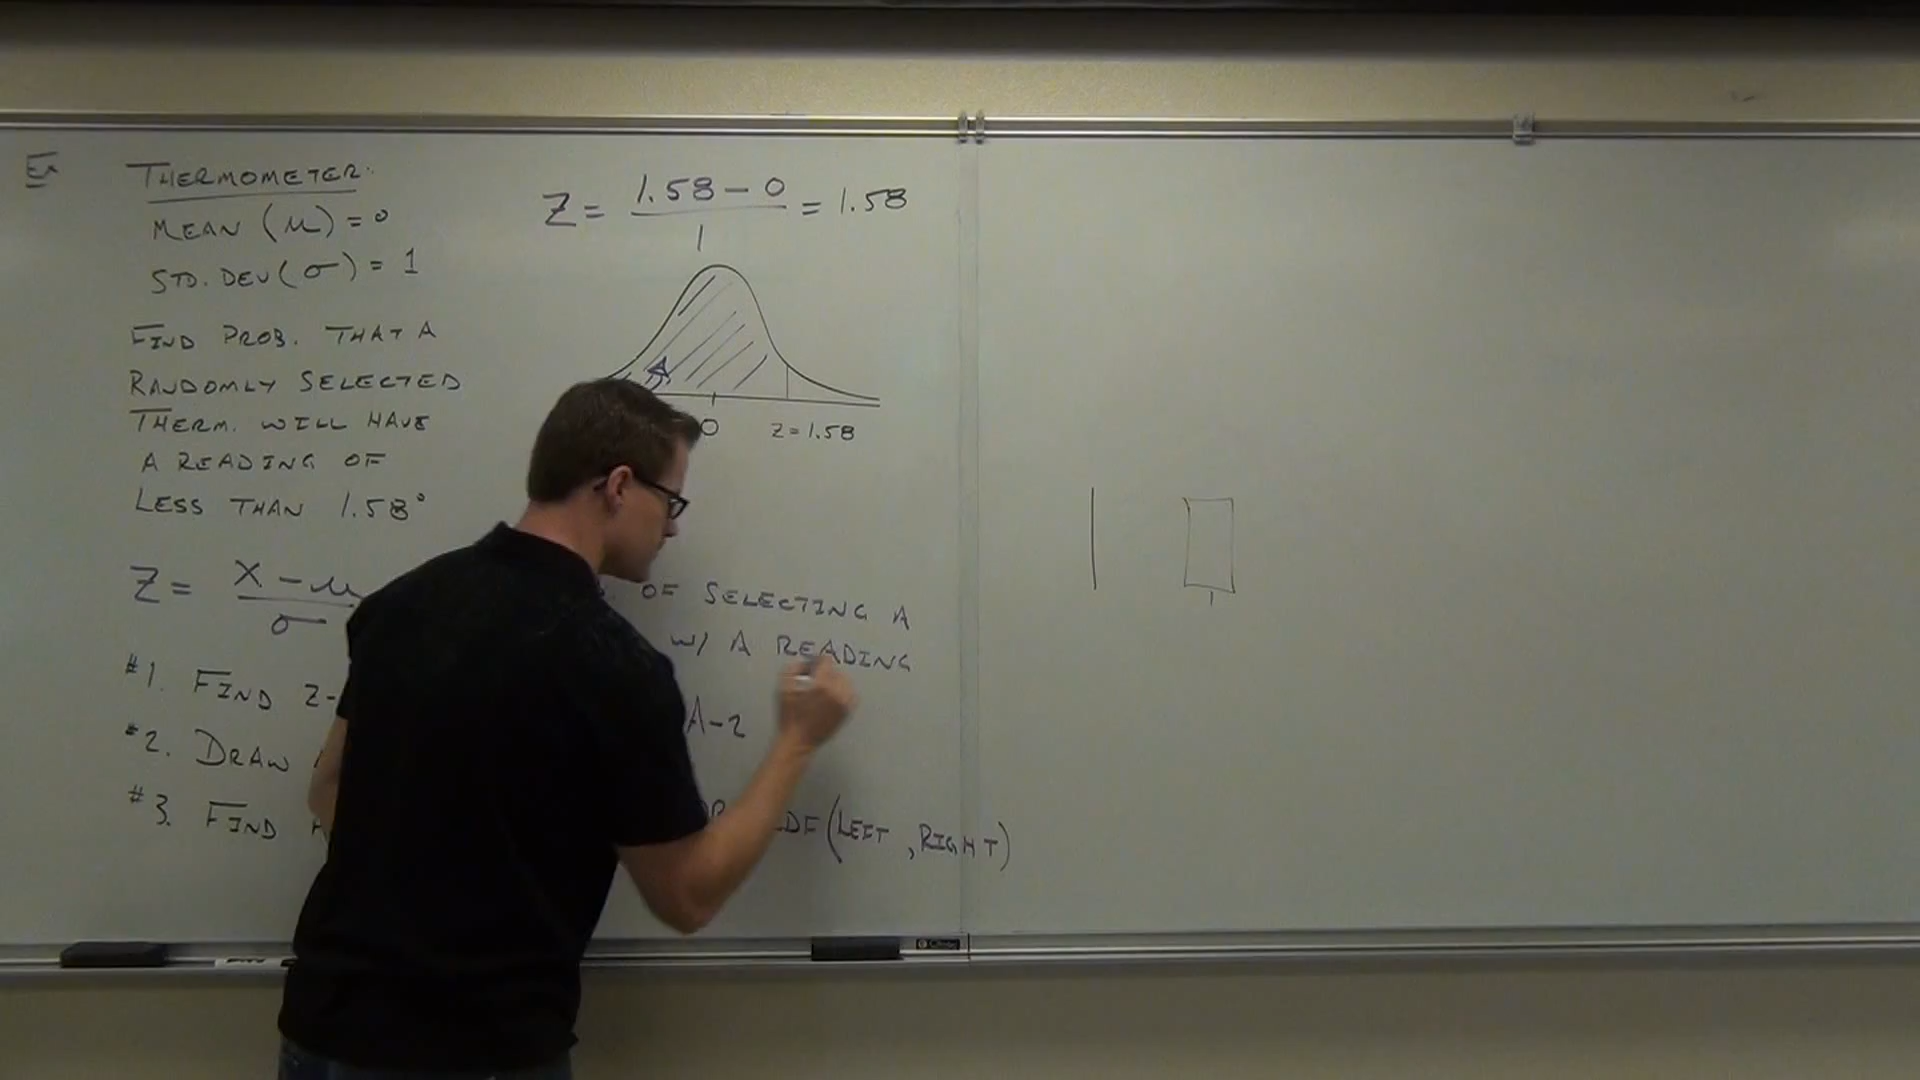 Ex
THERMOMETER:
MEAN (μ) = 0
STD. DEV (σ) = 1
FIND PROB. THAT A
RANDOMLY SELECTED
THERM. WILL HAVE
A READING OF
LESS THAN 1.58°
Z = X - μ / σ
#1. FIND Z-
#2. DRAW
#3. FIND
Z = 1.58 - 0 / 1 = 1.58
A
0
Z = 1.58
OF SELECTING A
W/ A READING
A-2
(LEFT, RIGHT)
1